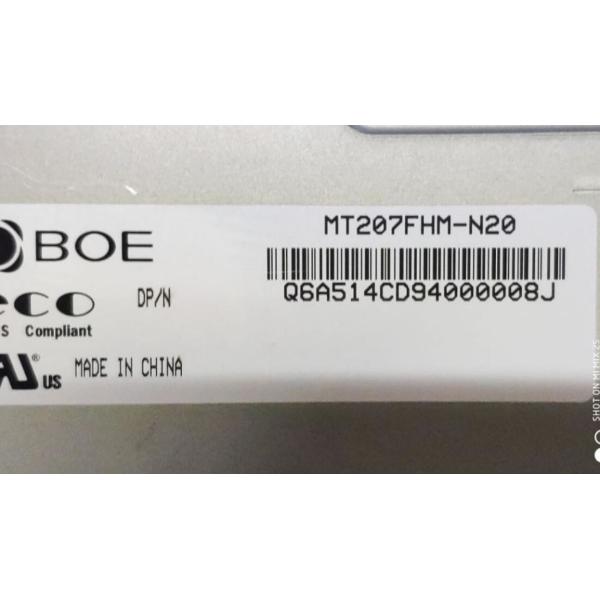 BOE
MT207FHM-N20
Q6A514CD94000008J
eco
DP/N
S Compliant
US
MADE IN CHINA
SHOT ON MI MIX 2S